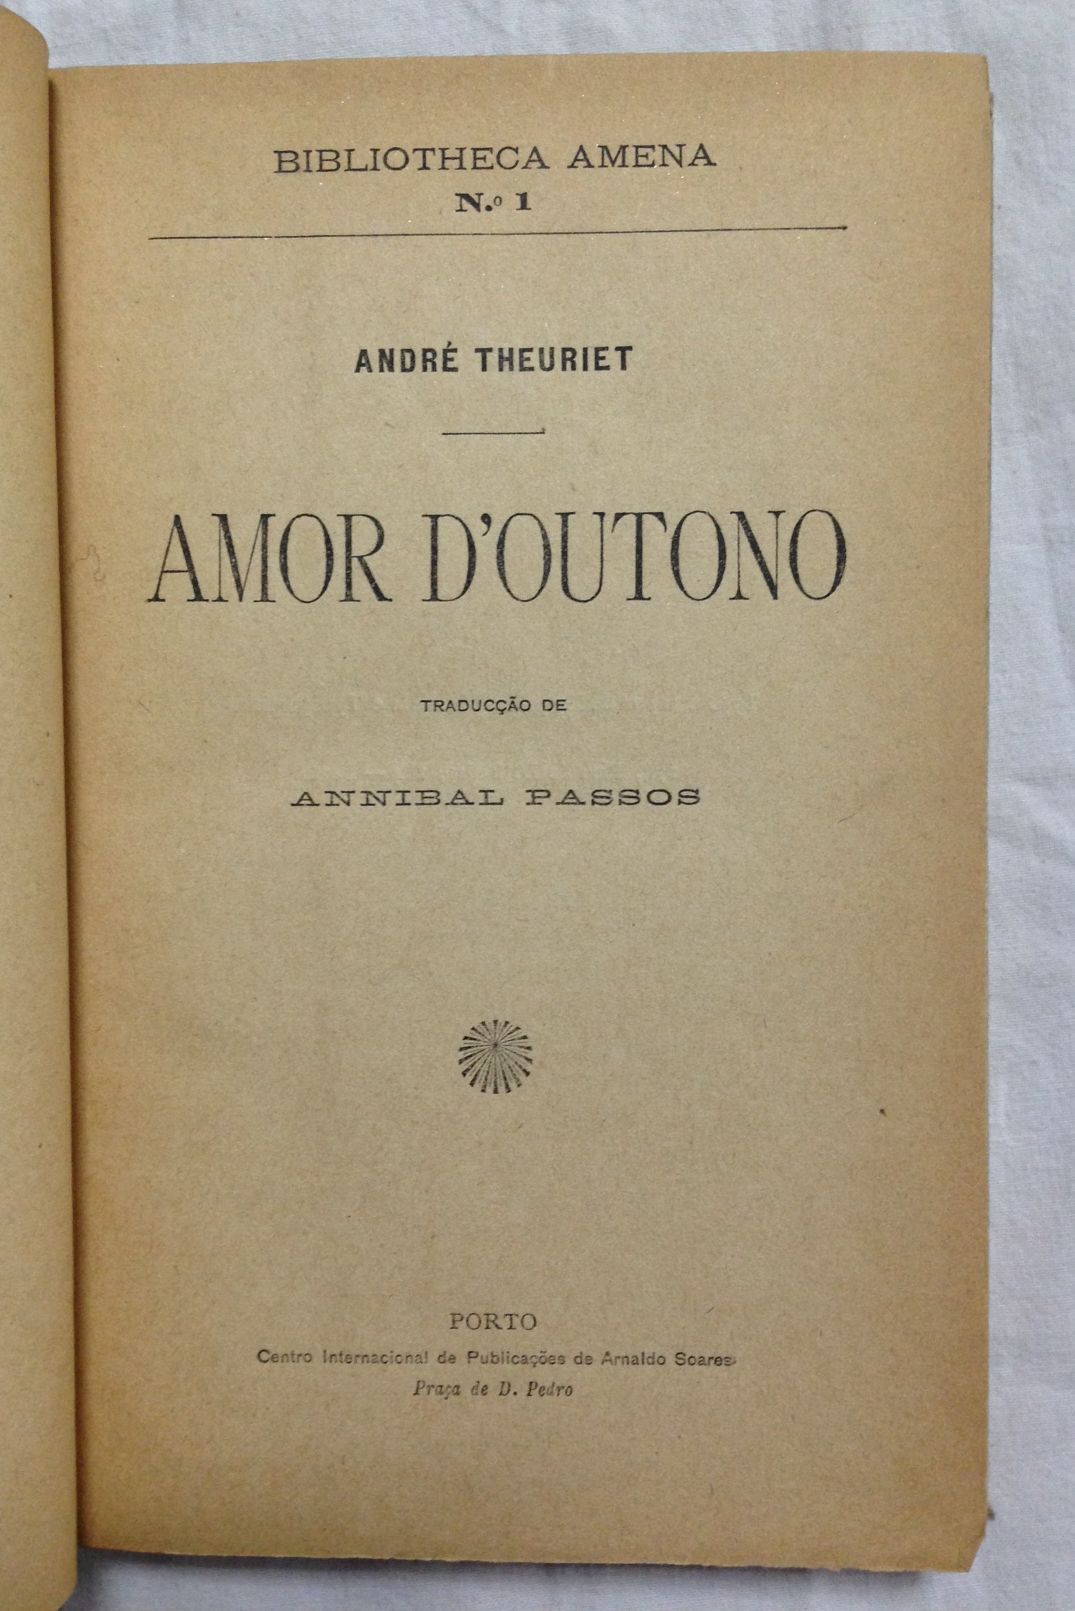 BIBLIOTHECA AMENA
N.º 1
ANDRÉ THEURIET
AMOR D'OUTONO
TRADUCÇÃO DE
ANNIBAL PASSOS
PORTO
Centro Internacional de Publicações de Arnaldo Soares
Praça de D. Pedro